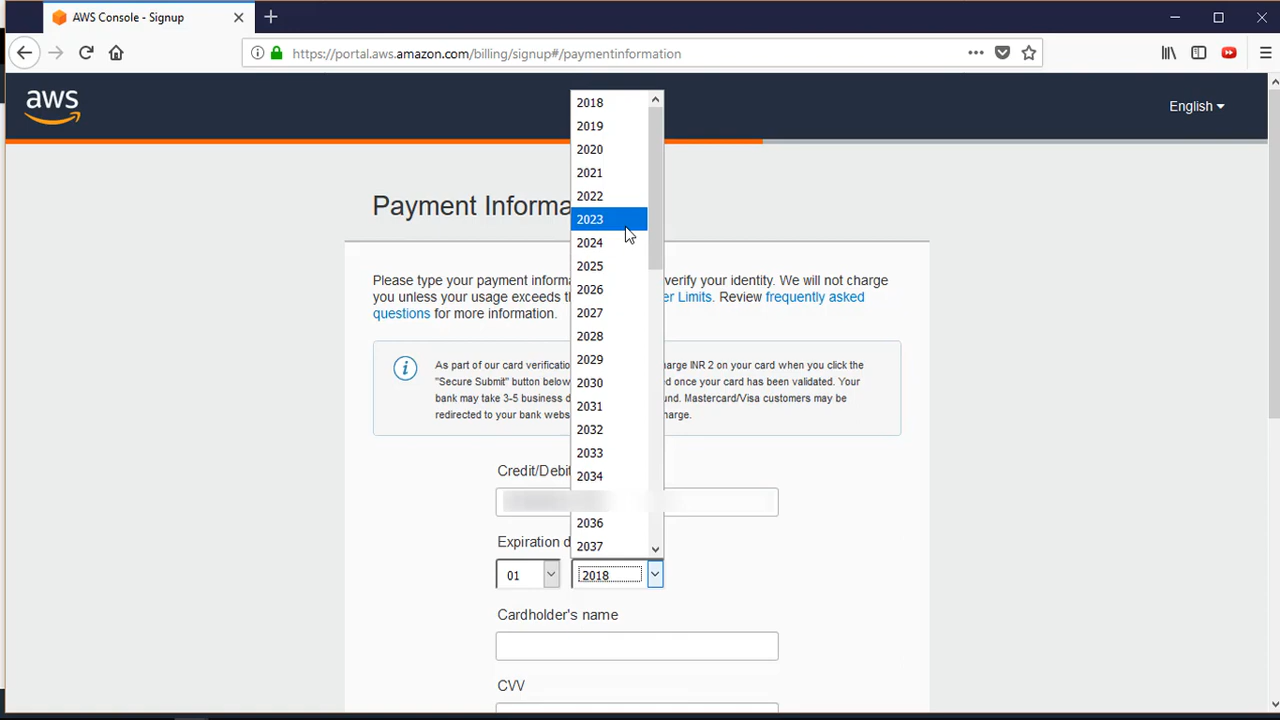 AWS Console - Signup
https://portal.aws.amazon.com/billing/signup#/paymentinformation
aws
English
2018
2019
2020
2021
2022
2023
2024
2025
2026
2027
2028
2029
2030
2031
2032
2033
2034
2036
2037
Payment Informa
Please type your payment informa verify your identity. We will not charge
you unless your usage exceeds th er Limits. Review frequently asked
questions for more information.
i
As part of our card verification harge INR 2 on your card when you click the
"Secure Submit" button below ed once your card has been validated. Your
bank may take 3-5 business d und. Mastercard/Visa customers may be
redirected to your bank webs harge.
Credit/Debit
Expiration d
01
2018
Cardholder's name
CVV